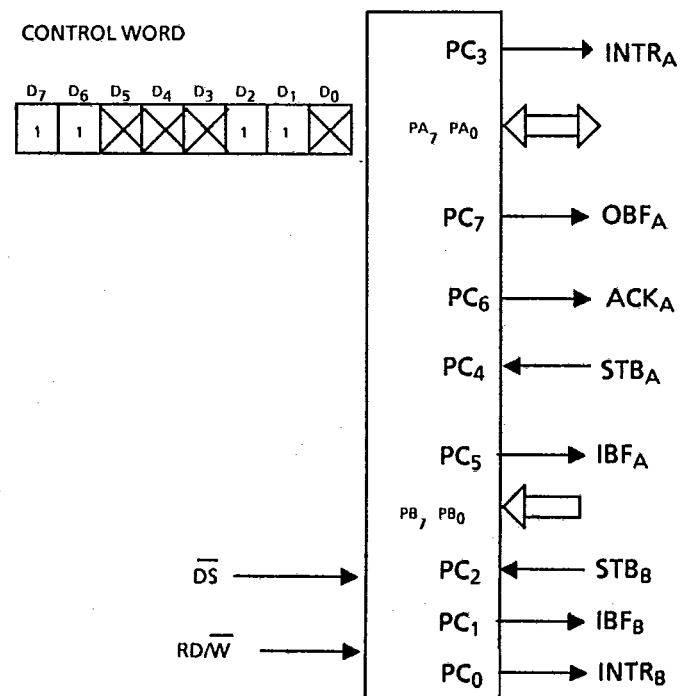 CONTROL WORD
D7 D6 D5 D4 D3 D2 D1 D0
1 1 1 1
PC3 INTRA
PA7, PA0
PC7 OBFA
PC6 ACKA
PC4 STBA
PC5 IBFA
PB7, PB0
D̅S̅ PC2 STBB
PC1 IBFB
RD/W̅
PC0 INTRB